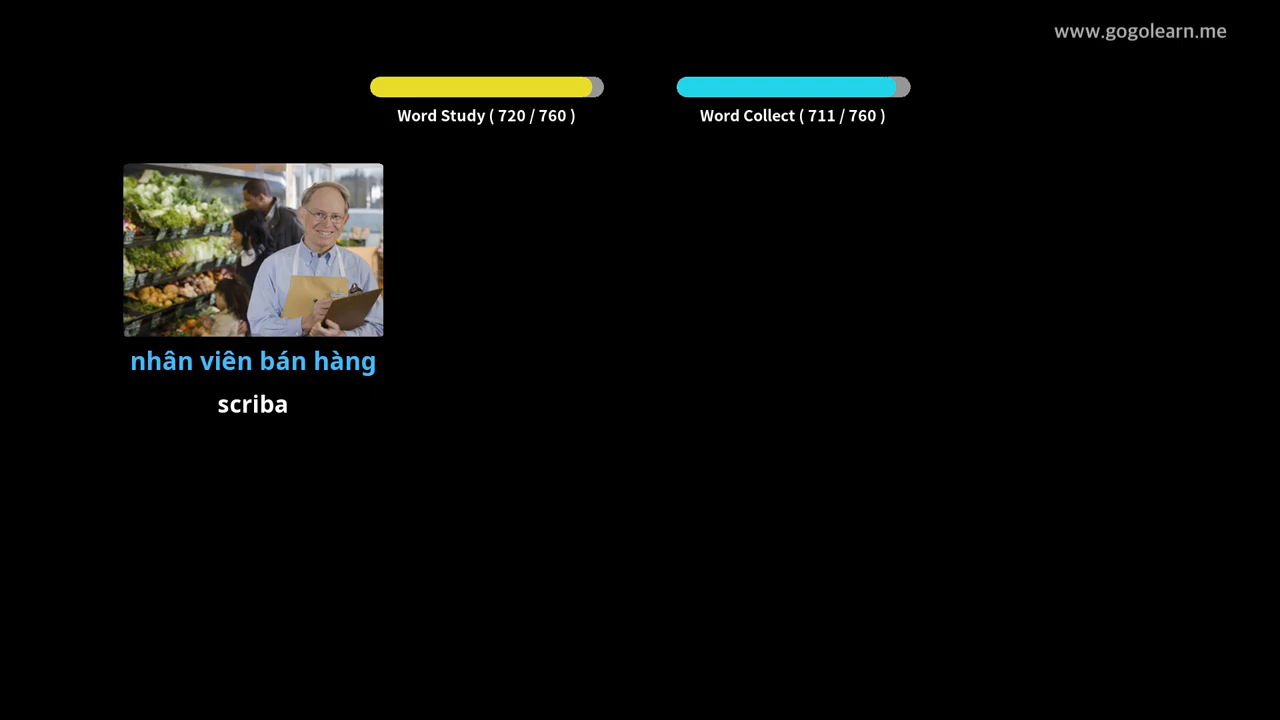 www.gogolearn.me
Word Study ( 720 / 760 )
Word Collect ( 711 / 760 )
nhân viên bán hàng
scriba